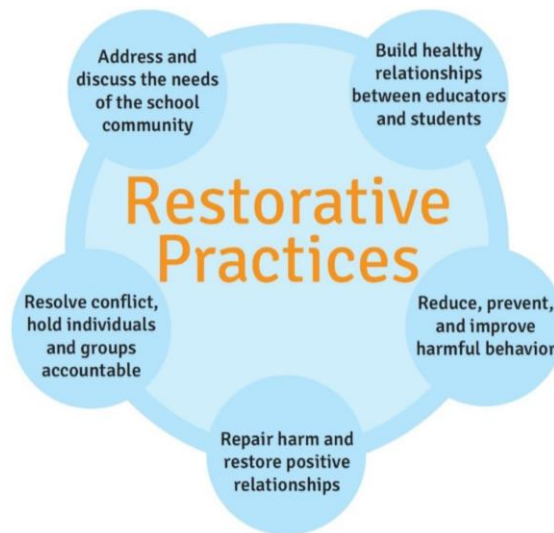 Address and
discuss the needs
of the school
community
Build healthy
relationships
between educators
and students
Restorative
Practices
Resolve conflict,
hold individuals
and groups
accountable
Reduce, prevent,
and improve
harmful behavior
Repair harm and
restore positive
relationships